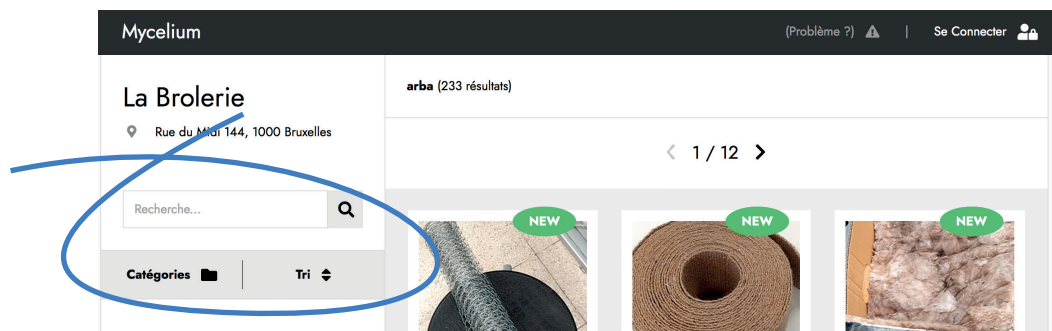 Mycelium
(Problème ?) | Se Connecter
La Brolerie
Rue du Midi 144, 1000 Bruxelles
Recherche...
Catégories | Tri
arba (233 résultats)
1 / 12
NEW
NEW
NEW